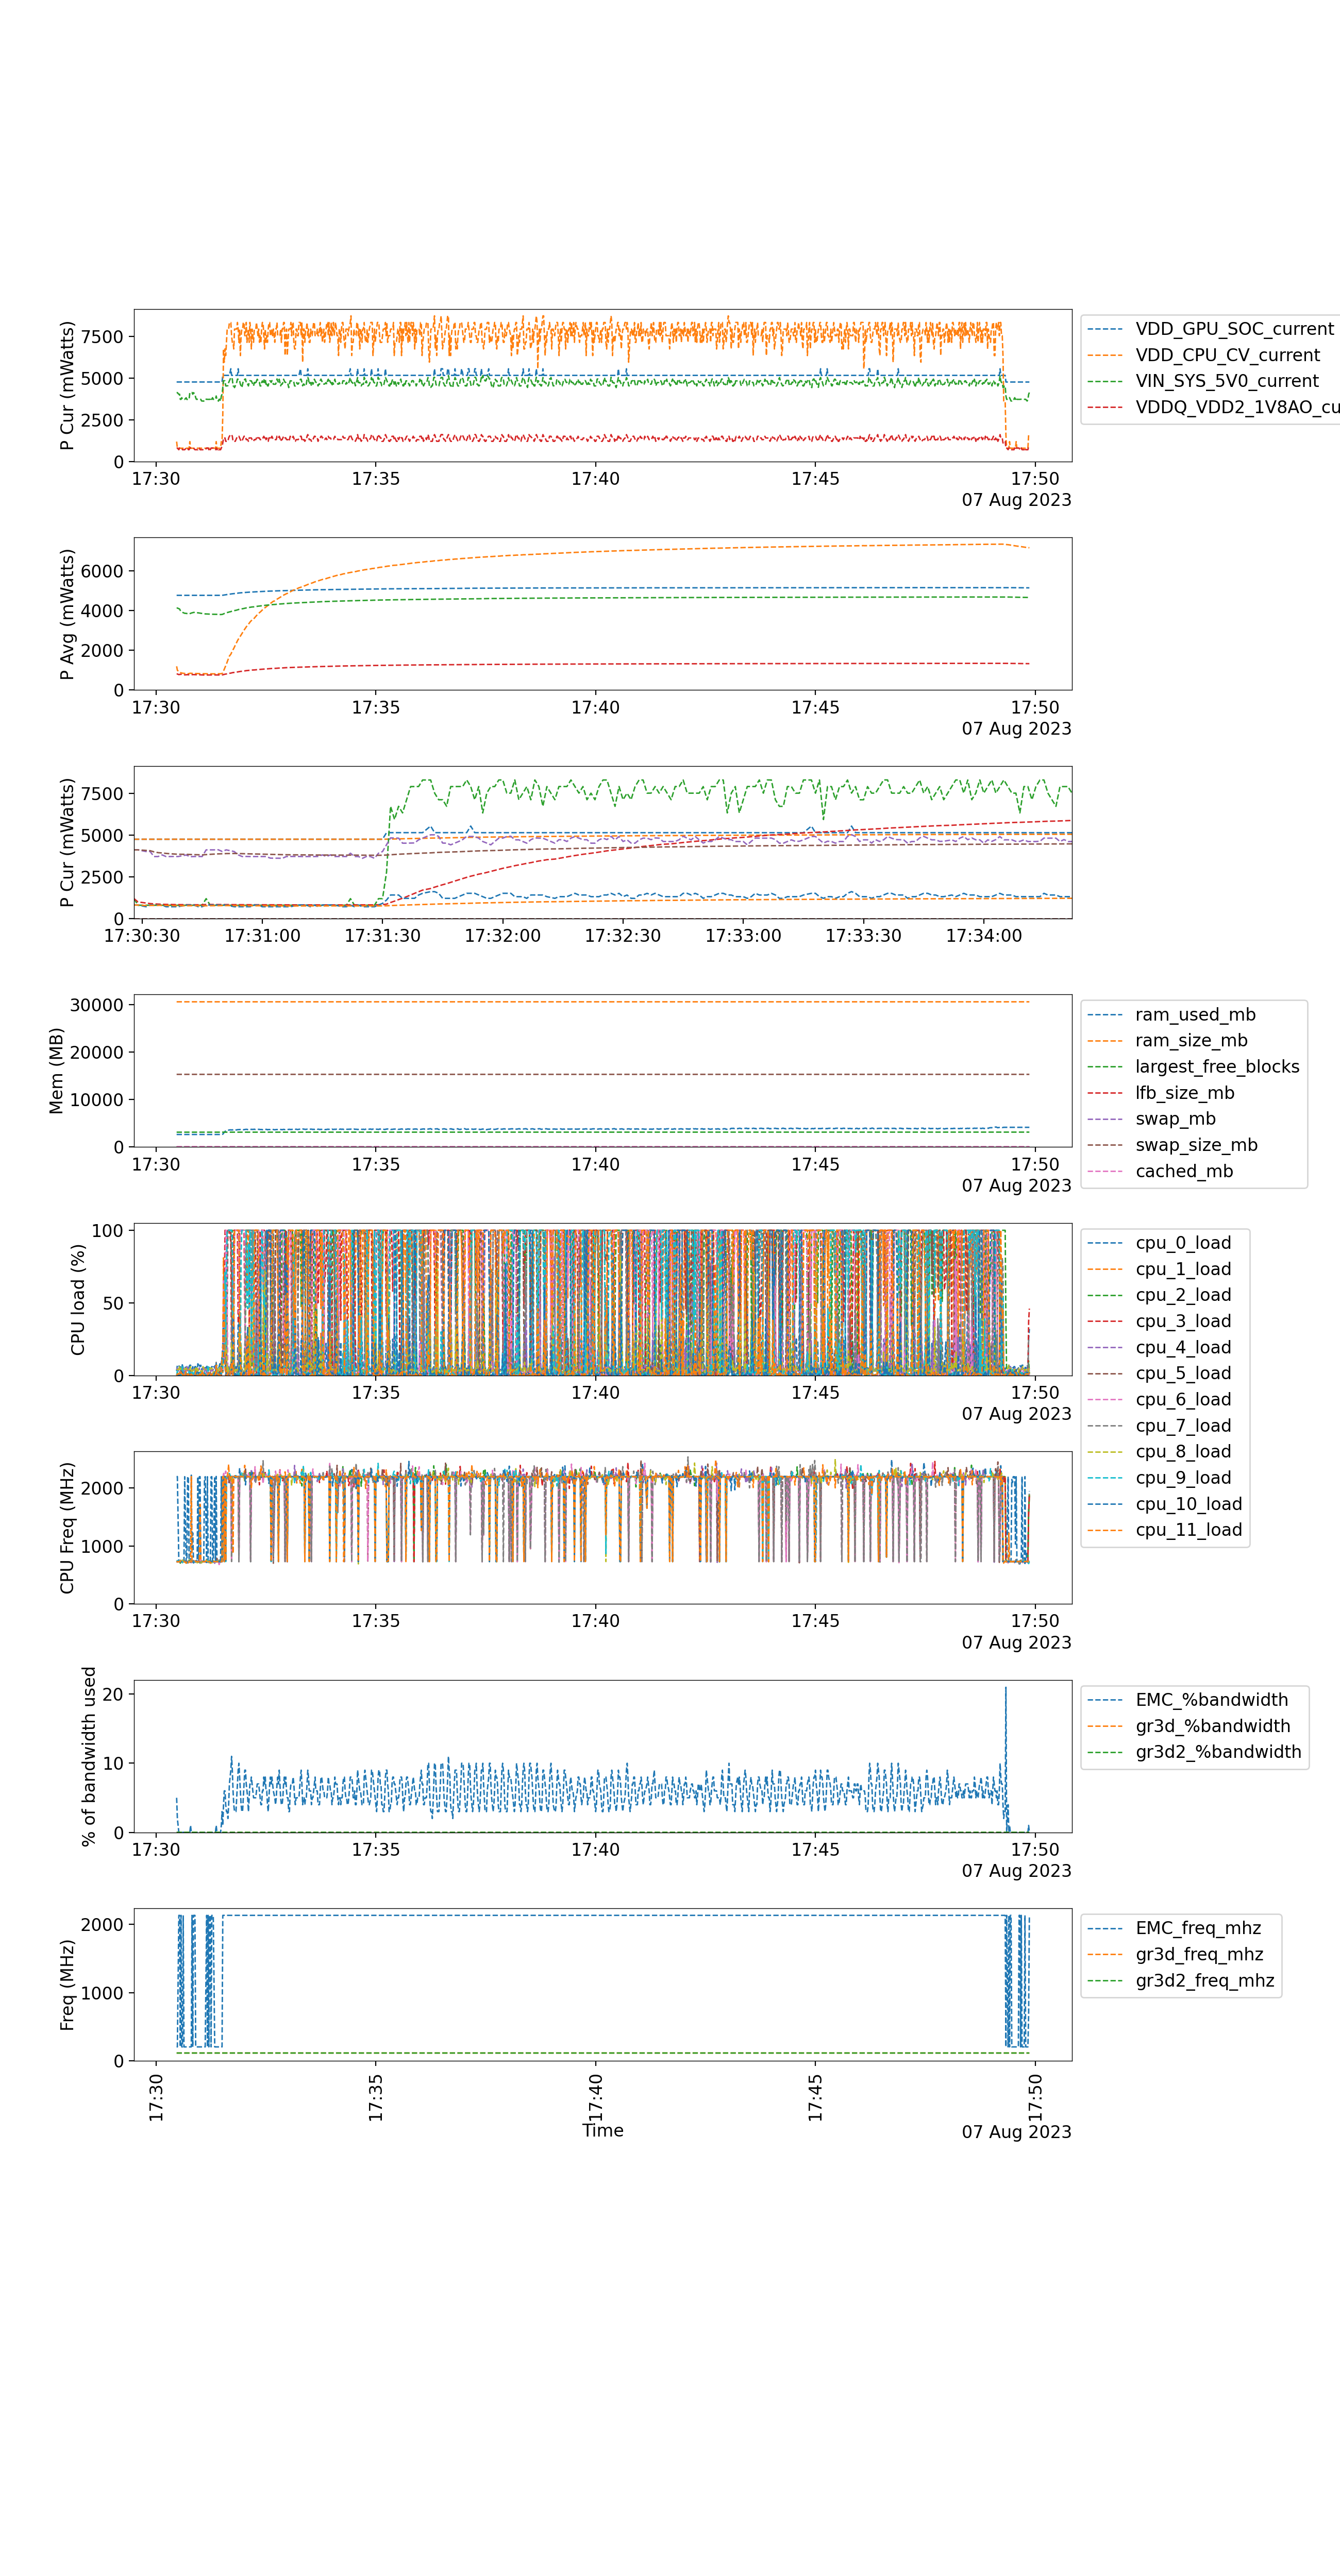 P Cur (mWatts)
7500
5000
2500
0
17:30
17:35
17:40
17:45
17:50
07 Aug 2023
VDD_GPU_SOC_current
VDD_CPU_CV_current
VIN_SYS_5V0_current
VDDQ_VDD2_1V8AO_cu
P Avg (mWatts)
6000
4000
2000
0
17:30
17:35
17:40
17:45
17:50
07 Aug 2023
P Cur (mWatts)
7500
5000
2500
0
17:30:30
17:31:00
17:31:30
17:32:00
17:32:30
17:33:00
17:33:30
17:34:00
Mem (MB)
30000
20000
10000
0
17:30
17:35
17:40
17:45
17:50
07 Aug 2023
ram_used_mb
ram_size_mb
largest_free_blocks
lfb_size_mb
swap_mb
swap_size_mb
cached_mb
CPU load (%)
100
50
0
17:30
17:35
17:40
17:45
17:50
07 Aug 2023
cpu_0_load
cpu_1_load
cpu_2_load
cpu_3_load
cpu_4_load
cpu_5_load
cpu_6_load
cpu_7_load
cpu_8_load
cpu_9_load
cpu_10_load
cpu_11_load
CPU Freq (MHz)
2000
1000
0
17:30
17:35
17:40
17:45
17:50
07 Aug 2023
% of bandwidth used
20
10
0
17:30
17:35
17:40
17:45
17:50
07 Aug 2023
EMC_%bandwidth
gr3d_%bandwidth
gr3d2_%bandwidth
Freq (MHz)
2000
1000
0
17:30
17:35
17:40
17:45
17:50
Time
07 Aug 2023
EMC_freq_mhz
gr3d_freq_mhz
gr3d2_freq_mhz